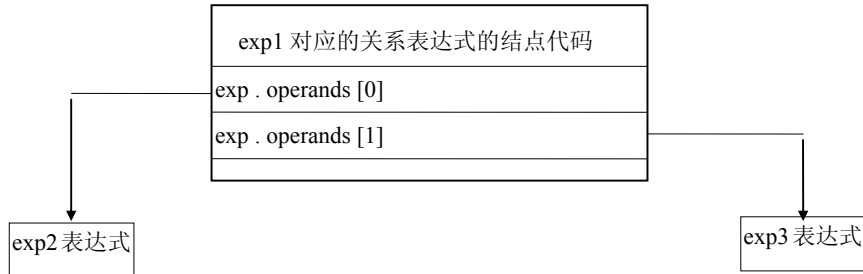 exp1 对应的关系表达式的结点代码
exp . operands [0]
exp . operands [1]
exp2 表达式
exp3 表达式